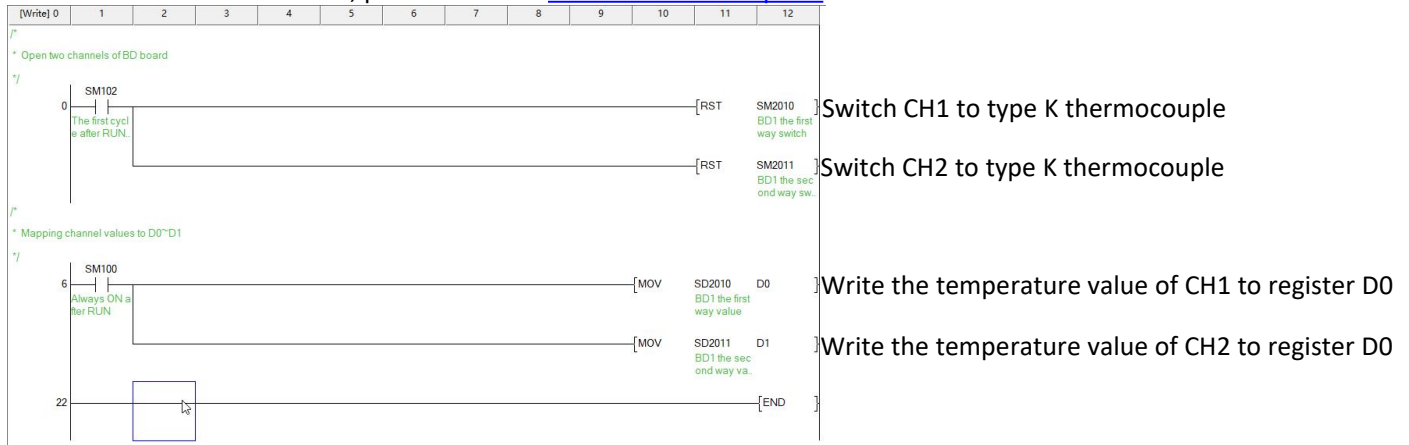 [Write] 0 1 2 3 4 5 6 7 8 9 10 11 12
/*
* Open two channels of BD board
*/
SM102
0 [RST SM2010 ] Switch CH1 to type K thermocouple
The first cycl
e after RUN..
BD1 the first
way switch
[RST SM2011 ] Switch CH2 to type K thermocouple
BD1 the sec
ond way sw..
/*
* Mapping channel values to D0~D1
*/
SM100
6 [MOV SD2010 D0 ] Write the temperature value of CH1 to register D0
Always ON a
fter RUN
BD1 the first
way value
[MOV SD2011 D1 ] Write the temperature value of CH2 to register D0
BD1 the sec
ond way va..
22 [END ]